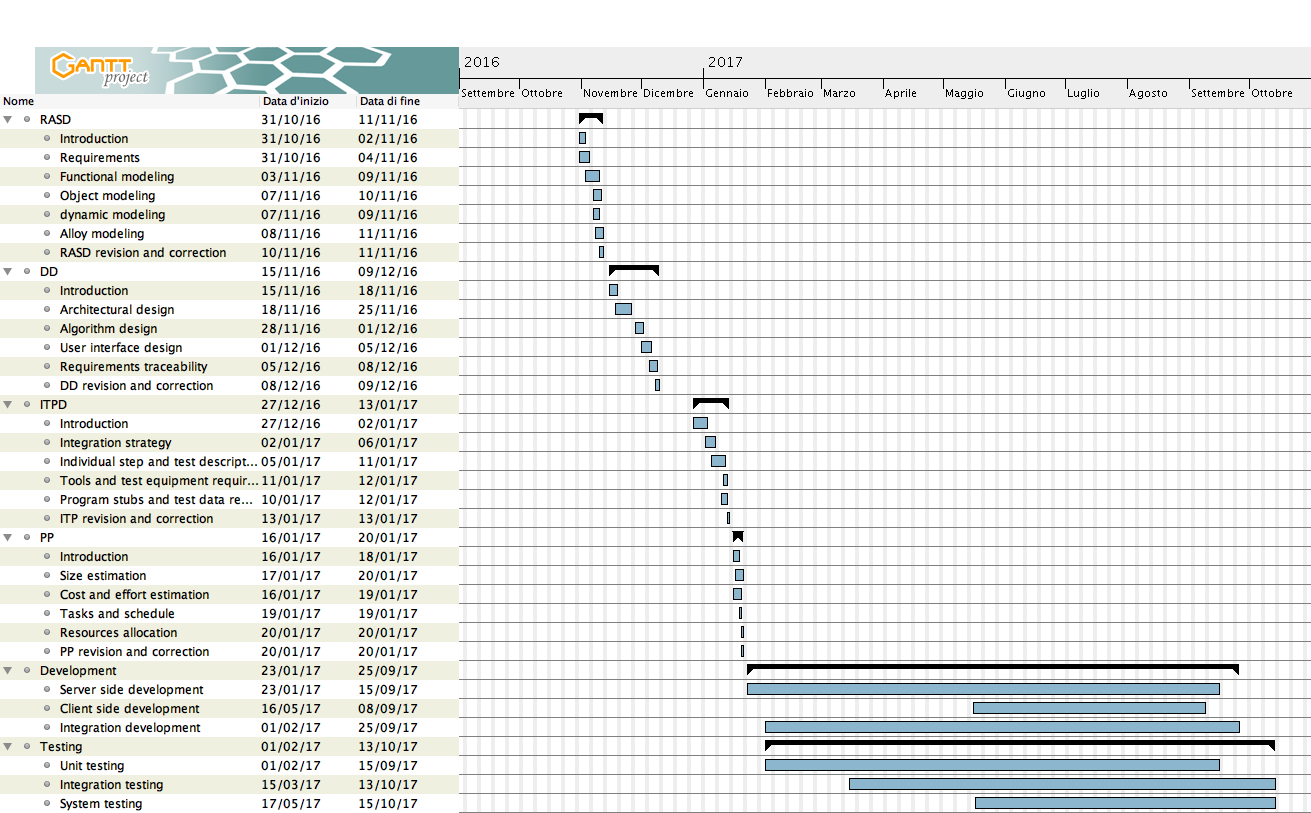 GANTT
project
2016 2017
Settembre Ottobre Novembre Dicembre Gennaio Febbraio Marzo Aprile Maggio Giugno Luglio Agosto Settembre Ottobre
Nome Data d'inizio Data di fine
RASD 31/10/16 11/11/16
Introduction 31/10/16 02/11/16
Requirements 31/10/16 04/11/16
Functional modeling 03/11/16 09/11/16
Object modeling 07/11/16 10/11/16
dynamic modeling 07/11/16 09/11/16
Alloy modeling 08/11/16 11/11/16
RASD revision and correction 10/11/16 11/11/16
DD 15/11/16 09/12/16
Introduction 15/11/16 18/11/16
Architectural design 18/11/16 25/11/16
Algorithm design 28/11/16 01/12/16
User interface design 01/12/16 05/12/16
Requirements traceability 05/12/16 08/12/16
DD revision and correction 08/12/16 09/12/16
ITPD 27/12/16 13/01/17
Introduction 27/12/16 02/01/17
Integration strategy 02/01/17 06/01/17
Individual step and test descript... 05/01/17 11/01/17
Tools and test equipment requir... 11/01/17 12/01/17
Program stubs and test data re... 10/01/17 12/01/17
ITP revision and correction 13/01/17 13/01/17
PP 16/01/17 20/01/17
Introduction 16/01/17 18/01/17
Size estimation 17/01/17 20/01/17
Cost and effort estimation 16/01/17 19/01/17
Tasks and schedule 19/01/17 19/01/17
Resources allocation 20/01/17 20/01/17
PP revision and correction 20/01/17 20/01/17
Development 23/01/17 25/09/17
Server side development 23/01/17 15/09/17
Client side development 16/05/17 08/09/17
Integration development 01/02/17 25/09/17
Testing 01/02/17 13/10/17
Unit testing 01/02/17 15/09/17
Integration testing 15/03/17 13/10/17
System testing 17/05/17 15/10/17